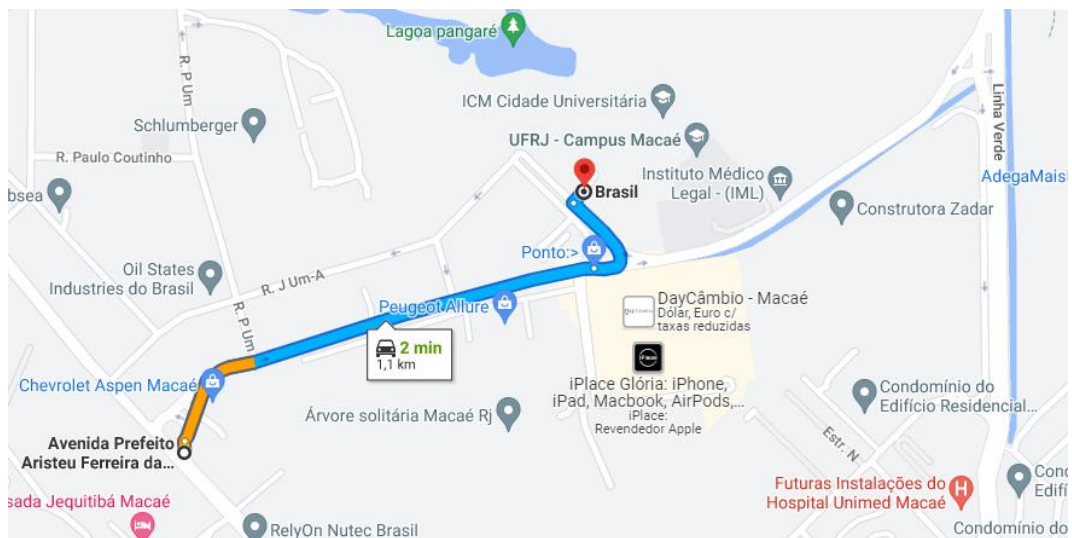 Lagoa pangaré
R. P Um
ICM Cidade Universitária
Linha Verde
Schlumberger
UFRJ - Campus Macaé
R. Paulo Coutinho
Instituto Médico
Legal - (IML)
AdegaMais
bsea
Brasil
Construtora Zadar
Ponto:>
Oil States
Industries do Brasil
R. J Um-A
Peugeot Allure
DayCâmbio - Macaé
Dólar, Euro c/
taxas reduzidas
R. P Um
2 min
1,1 km
iPlace
iPlace Glória: iPhone,
iPad, Macbook, AirPods,...
iPlace:
Revendedor Apple
Chevrolet Aspen Macaé
Condomínio do
Edifício Residencial...
Árvore solitária Macaé Rj
Estr. N
Avenida Prefeito
Aristeu Ferreira da...
Cond
Edifí
Futuras Instalações do
Hospital Unimed Macaé
H
sada Jequitibá Macaé
RelyOn Nutec Brasil
Condomínio do